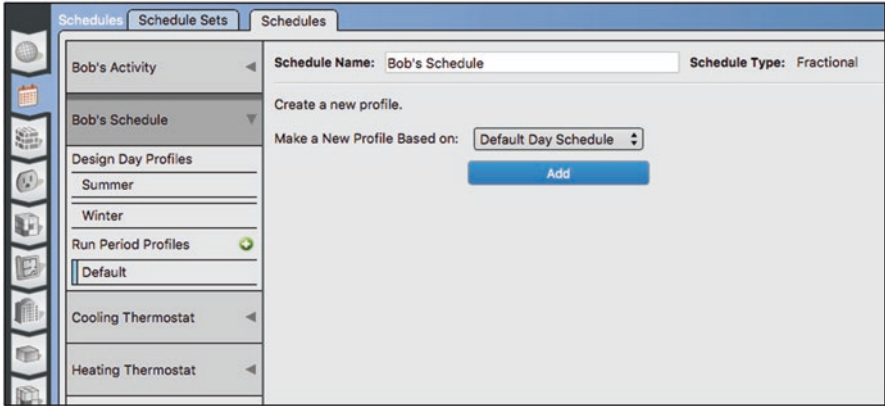 Schedules
Schedule Sets
Schedules
Bob's Activity
Bob's Schedule
Design Day Profiles
Summer
Winter
Run Period Profiles
Default
Cooling Thermostat
Heating Thermostat
Schedule Name: Bob's Schedule Schedule Type: Fractional
Create a new profile.
Make a New Profile Based on: Default Day Schedule
Add